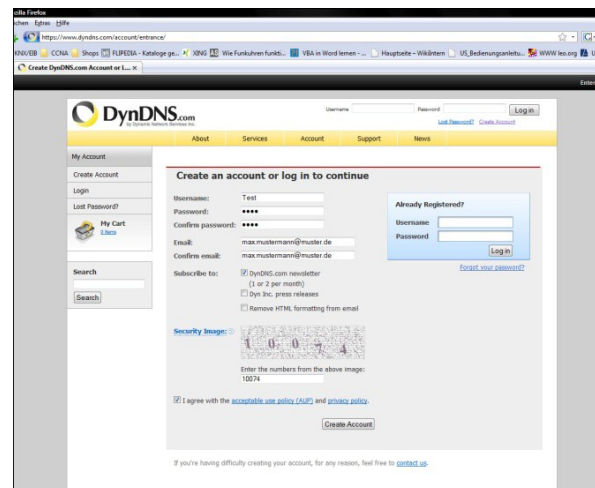 zilla Firefox
chen Extras Hilfe
https://www.dyndns.com/account/entrance/
KNX/EIB CCNA Shops FLIPEDIA - Kataloge ge... XING Wie Funkuhren funkti... VBA in Word lernen - ... Hauptseite - WikiIntern US_Bedienungsanleitu... WWW leo.org
Create DynDNS.com Account or L... ×
Enter
DynDNS.com
by Dynamic Network Services Inc.
Username Password Log in
Lost Password? Create Account
About Services Account Support News
My Account
Create Account
Login
Lost Password?
My Cart
0 items
Search
Search
Create an account or log in to continue
Username: Test
Password: ••••
Confirm password: ••••
Email: max.mustermann@muster.de
Confirm email: max.mustermann@muster.de
Subscribe to: DynDNS.com newsletter
(1 or 2 per month)
Dyn Inc. press releases
Remove HTML formatting from email
Security Image:
1 0 0 7 4
Enter the numbers from the above image:
10074
I agree with the acceptable use policy (AUP) and privacy policy.
Create Account
Already Registered?
Username
Password
Log in
Forgot your password?
If you're having difficulty creating your account, for any reason, feel free to contact us.